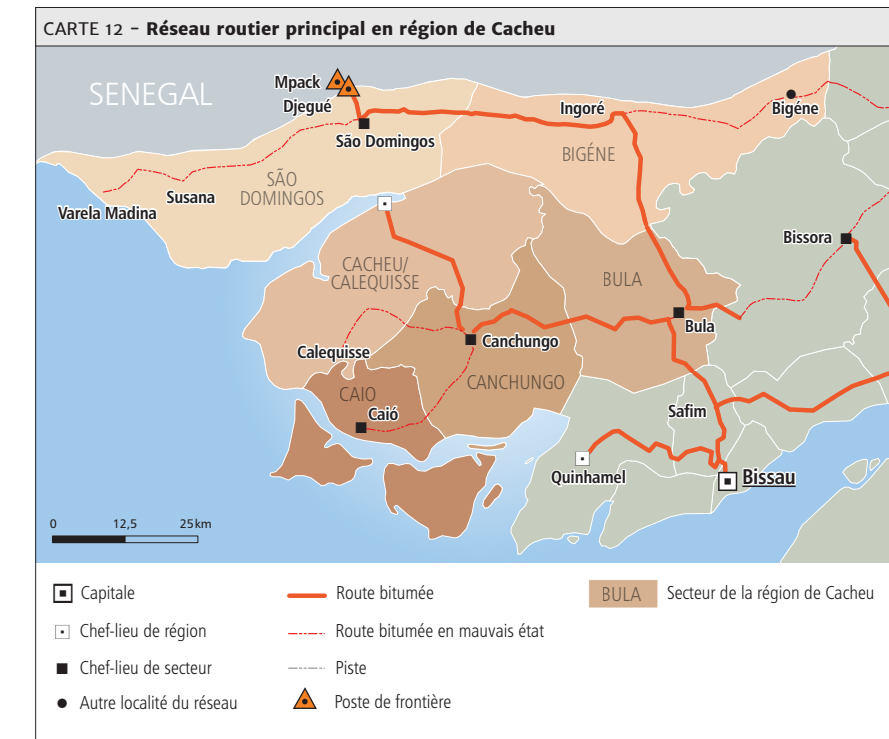 CARTE 12 – Réseau routier principal en région de Cacheu
SENEGAL
Mpack
Djegué
Ingoré
Bigéne
São Domingos
BIGÉNE
SÃO
DOMINGOS
Susana
Varela Madina
Bissora
CACHEU/
CALEQUISSE
BULA
Bula
Canchungo
Calequisse
CANCHUNGO
CAIO
Caió
Safim
Quinhamel
Bissau
0 12,5 25 km
Capitale
Route bitumée
BULA Secteur de la région de Cacheu
Chef-lieu de région
Route bitumée en mauvais état
Chef-lieu de secteur
Piste
Autre localité du réseau
Poste de frontière